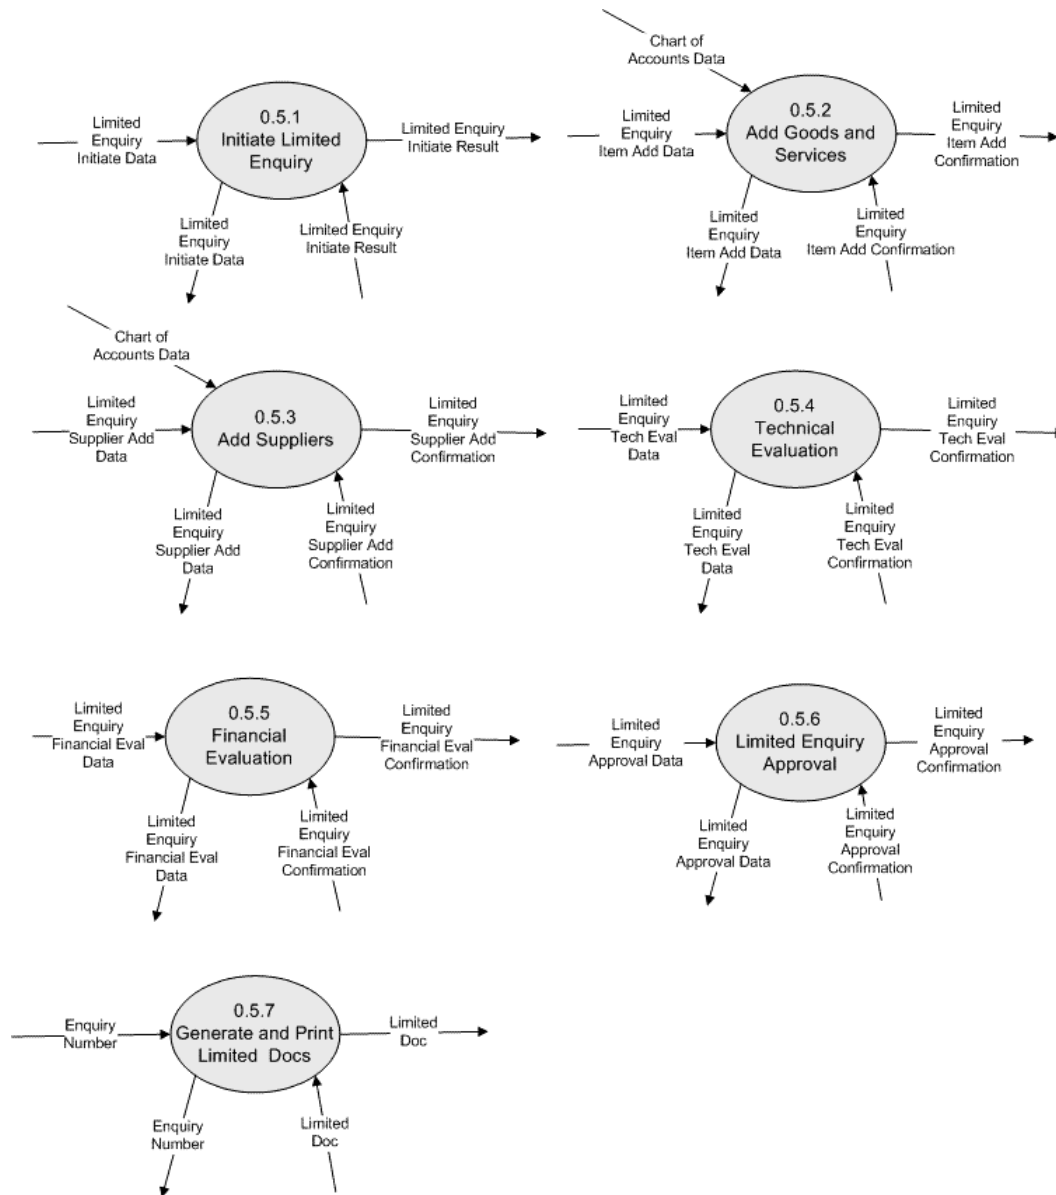 Chart of
Accounts Data
0.5.1
Initiate Limited
Enquiry
Limited
Enquiry
Initiate Data
Limited Enquiry
Initiate Result
Limited
Enquiry
Initiate Data
Limited Enquiry
Initiate Result
0.5.2
Add Goods and
Services
Limited
Enquiry
Item Add Data
Limited
Enquiry
Item Add
Confirmation
Limited
Enquiry
Item Add Data
Limited
Enquiry
Item Add Confirmation
Chart of
Accounts Data
0.5.3
Add Suppliers
Limited
Enquiry
Supplier Add
Data
Limited
Enquiry
Supplier Add
Confirmation
Limited
Enquiry
Supplier Add
Data
Limited
Enquiry
Supplier Add
Confirmation
0.5.4
Technical
Evaluation
Limited
Enquiry
Tech Eval
Data
Limited
Enquiry
Tech Eval
Confirmation
Limited
Enquiry
Tech Eval
Data
Limited
Enquiry
Tech Eval
Confirmation
0.5.5
Financial
Evaluation
Limited
Enquiry
Financial Eval
Data
Limited
Enquiry
Financial Eval
Confirmation
Limited
Enquiry
Financial Eval
Data
Limited
Enquiry
Financial Eval
Confirmation
0.5.6
Limited Enquiry
Approval
Limited
Enquiry
Approval Data
Limited
Enquiry
Approval
Confirmation
Limited
Enquiry
Approval Data
Limited
Enquiry
Approval
Confirmation
0.5.7
Generate and Print
Limited Docs
Enquiry
Number
Limited
Doc
Enquiry
Number
Limited
Doc